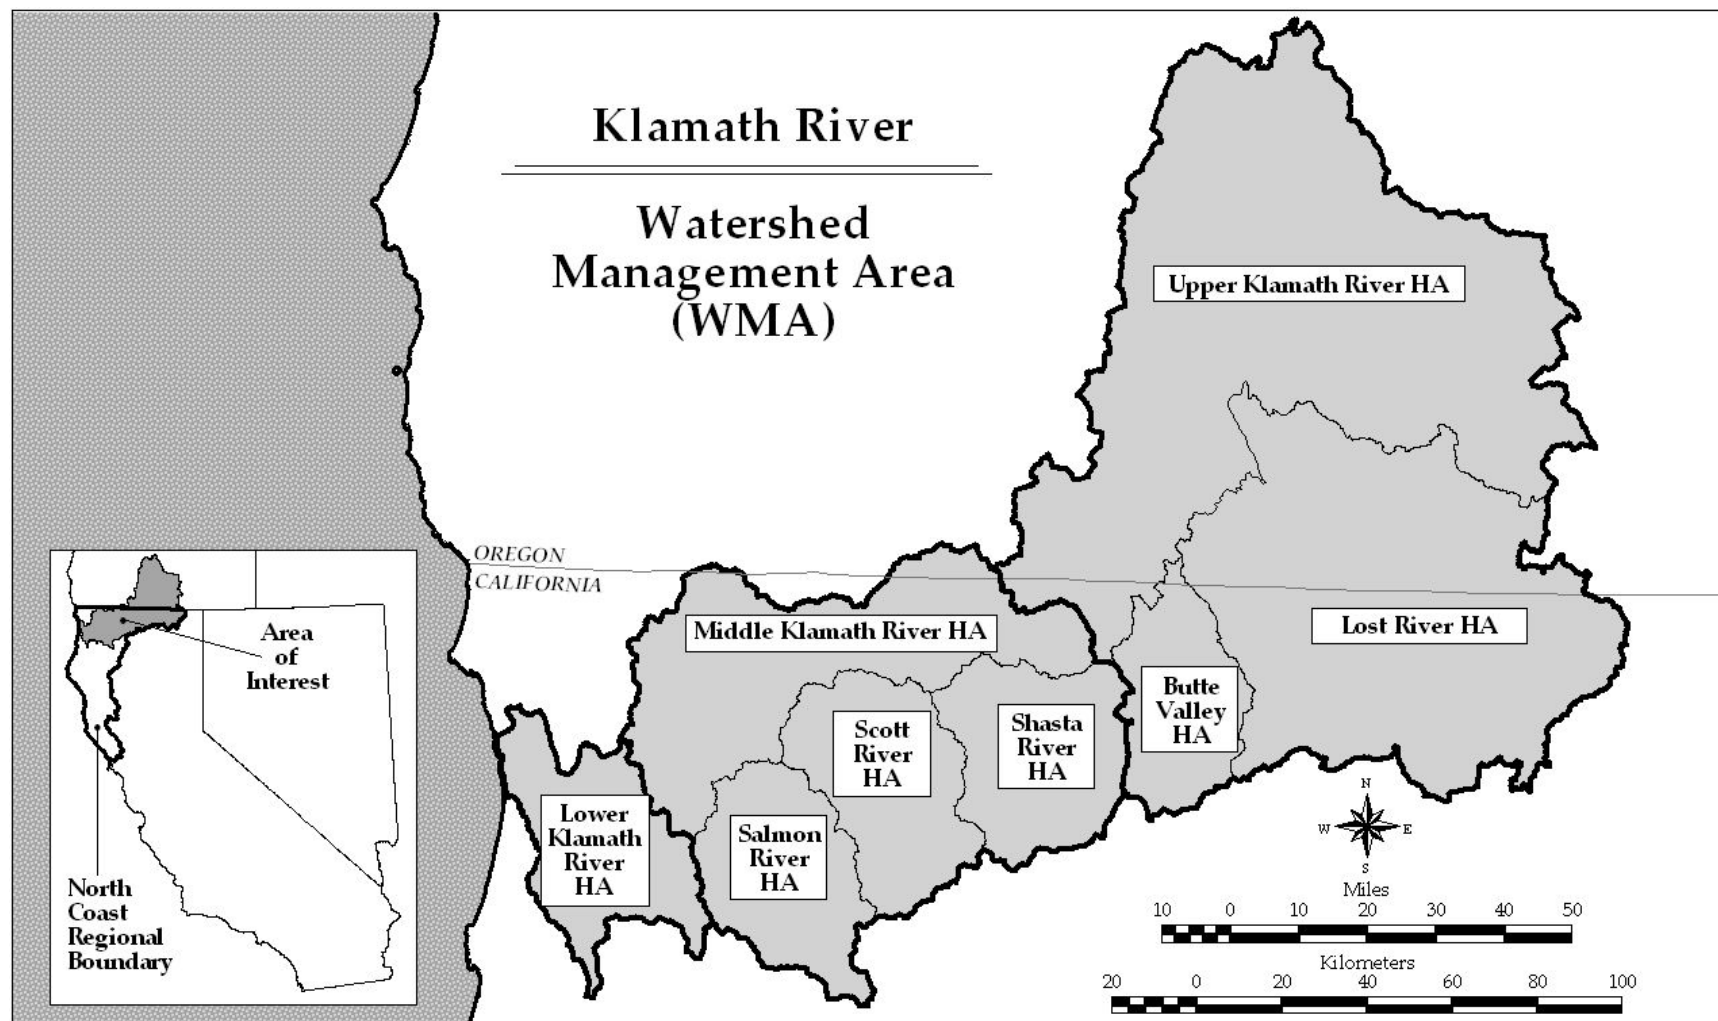 Klamath River
Watershed
Management Area
(WMA)
Upper Klamath River HA
OREGON
CALIFORNIA
Middle Klamath River HA
Lost River HA
Butte
Valley
HA
Shasta
River
HA
Scott
River
HA
Salmon
River
HA
Lower
Klamath
River
HA
Area
of
Interest
North
Coast
Regional
Boundary
N
W E
S
Miles
10 0 10 20 30 40 50
Kilometers
20 0 20 40 60 80 100